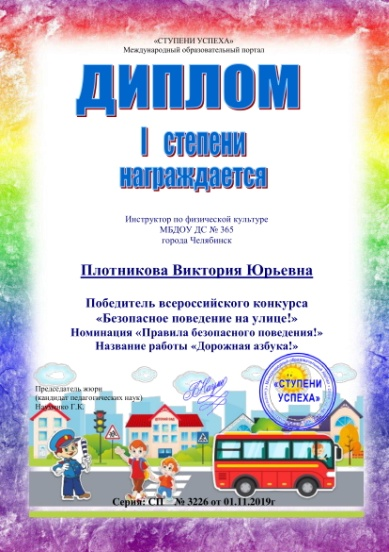 «СТУПЕНИ УСПЕХА»
Международный образовательный портал
ДИПЛОМ
I степени
награждается
Инструктор по физической культуре
МБДОУ ДС № 365
города Челябинск
Плотникова Виктория Юрьевна
Победитель всероссийского конкурса
«Безопасное поведение на улице!»
Номинация «Правила безопасного поведения!»
Название работы «Дорожная азбука!»
Председатель жюри
(кандидат педагогических наук)
Науменко Г.К.
«СТУПЕНИ
УСПЕХА»
Серия: СП № 3226 от 01.11.2019г